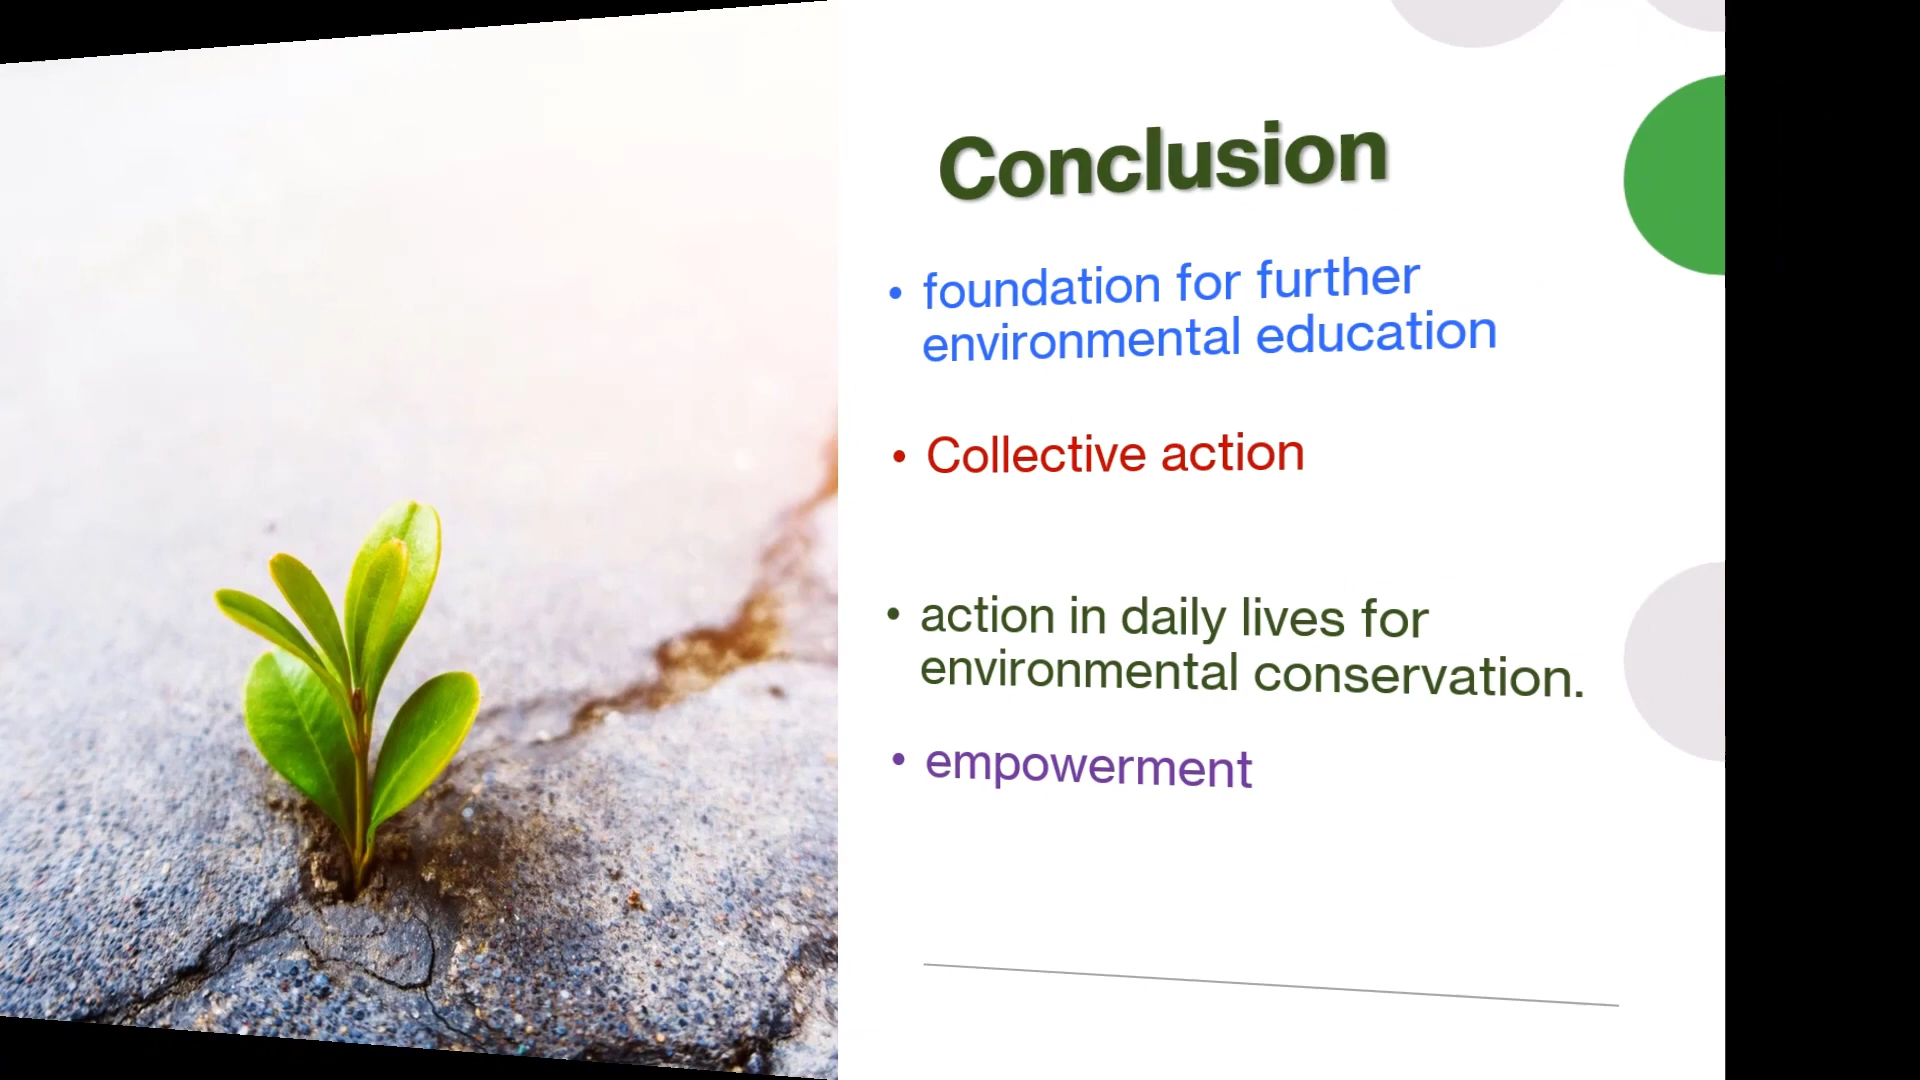 Conclusion
• foundation for further
environmental education
• Collective action
• action in daily lives for
environmental conservation.
• empowerment